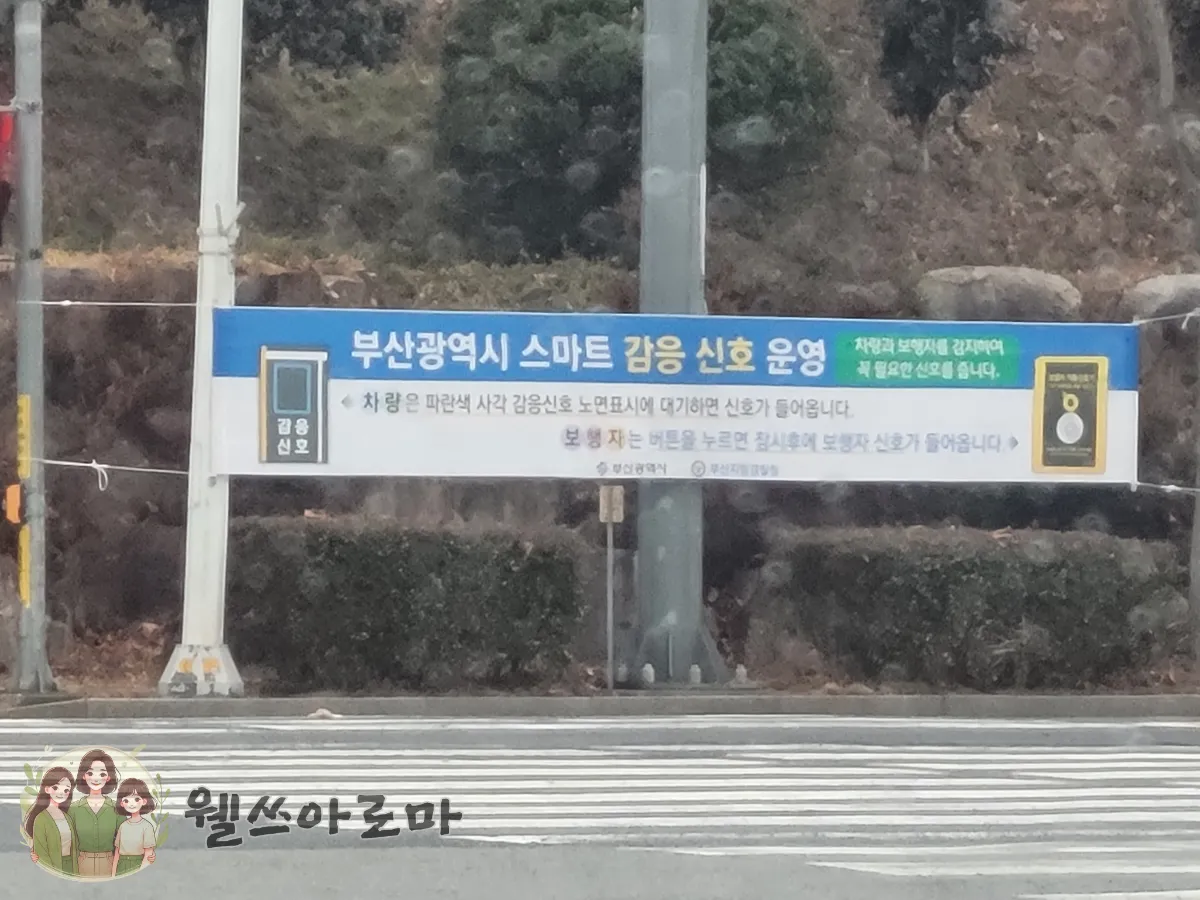 부산광역시 스마트 감응 신호 운영
차량과 보행자를 감지하여
꼭 필요한 신호를 줍니다.
감응
신호
차량은 파란색 사각 감응신호 노면표시에 대기하면 신호가 들어옵니다.
보행자는 버튼을 누르면 잠시후에 보행자 신호가 들어옵니다.
부산광역시
웰쓰아로마